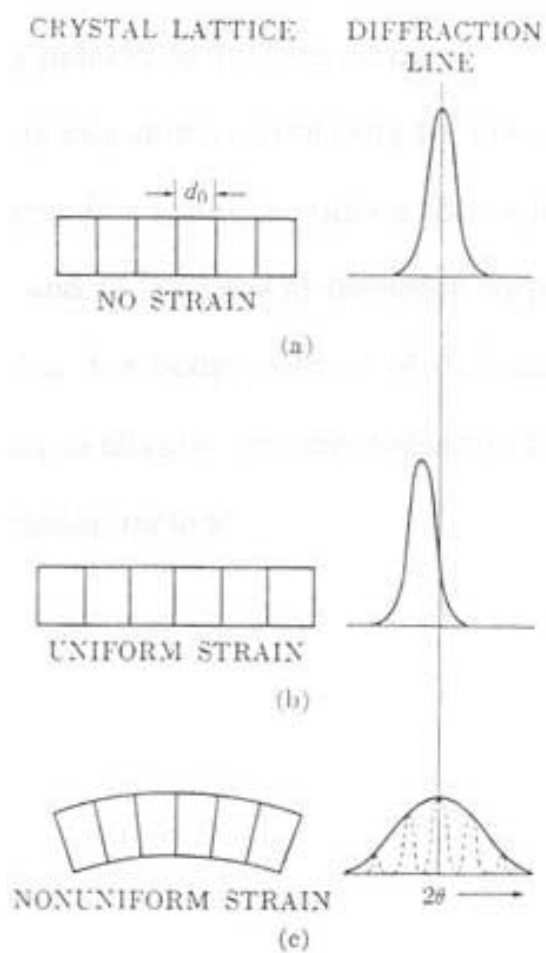 CRYSTAL LATTICE
DIFFRACTION
LINE
d₀
NO STRAIN
(a)
UNIFORM STRAIN
(b)
NONUNIFORM STRAIN
2θ
(c)